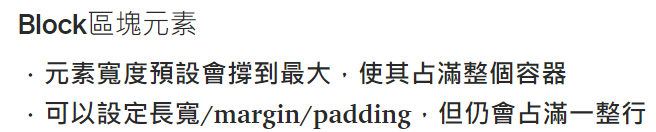 Block區塊元素
· 元素寬度預設會撐到最大，使其占滿整個容器
· 可以設定長寬/margin/padding，但仍會占滿一整行